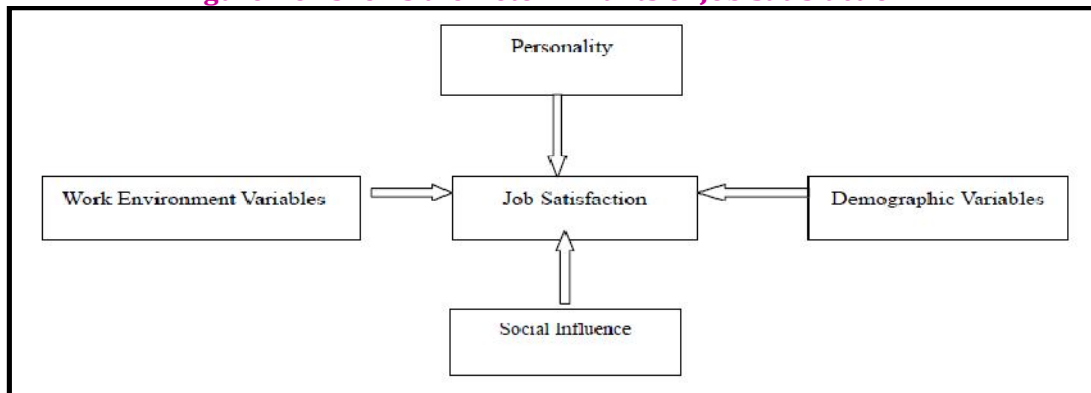 Personality
Work Environment Variables
Job Satisfaction
Demographic Variables
Social Influence